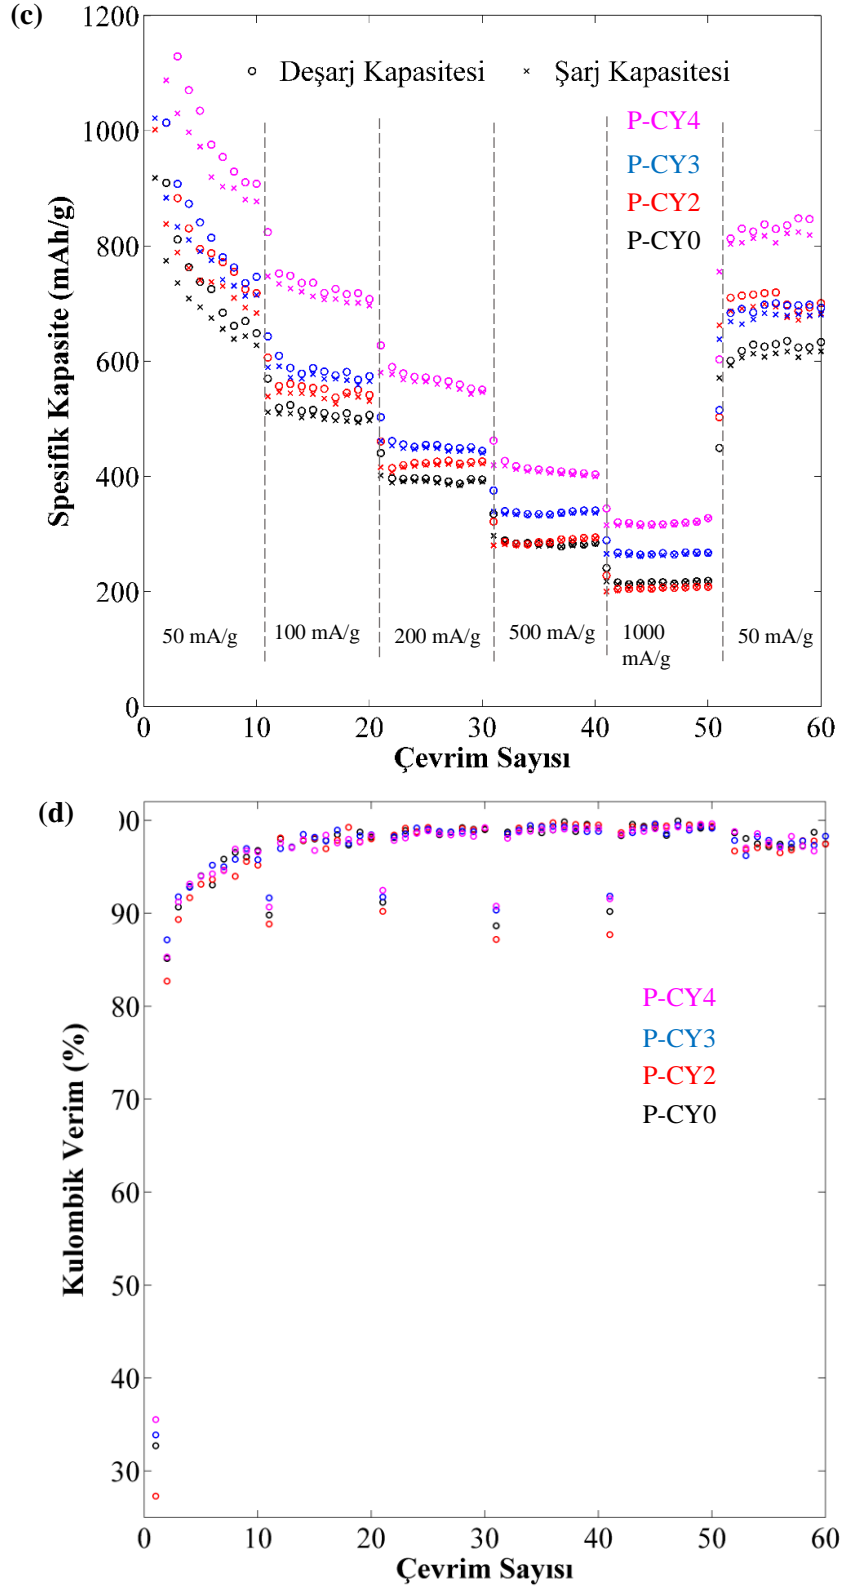 (c)
1200
1000
800
600
400
200
0
Spesifik Kapasite (mAh/g)
Deşarj Kapasitesi × Şarj Kapasitesi
P-CY4
P-CY3
P-CY2
P-CY0
50 mA/g
100 mA/g
200 mA/g
500 mA/g
1000
mA/g
50 mA/g
0 10 20 30 40 50 60
Çevrim Sayısı
(d)
00
90
80
70
60
50
40
30
Kulombik Verim (%)
P-CY4
P-CY3
P-CY2
P-CY0
0 10 20 30 40 50 60
Çevrim Sayısı